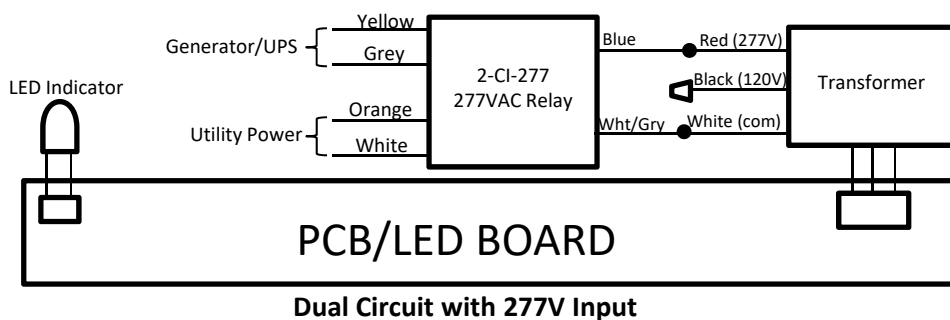 Yellow
Generator/UPS
Grey
Blue
Red (277V)
2-CI-277
277VAC Relay
Black (120V)
Transformer
LED Indicator
Orange
Utility Power
White
Wht/Gry
White (com)
PCB/LED BOARD
Dual Circuit with 277V Input